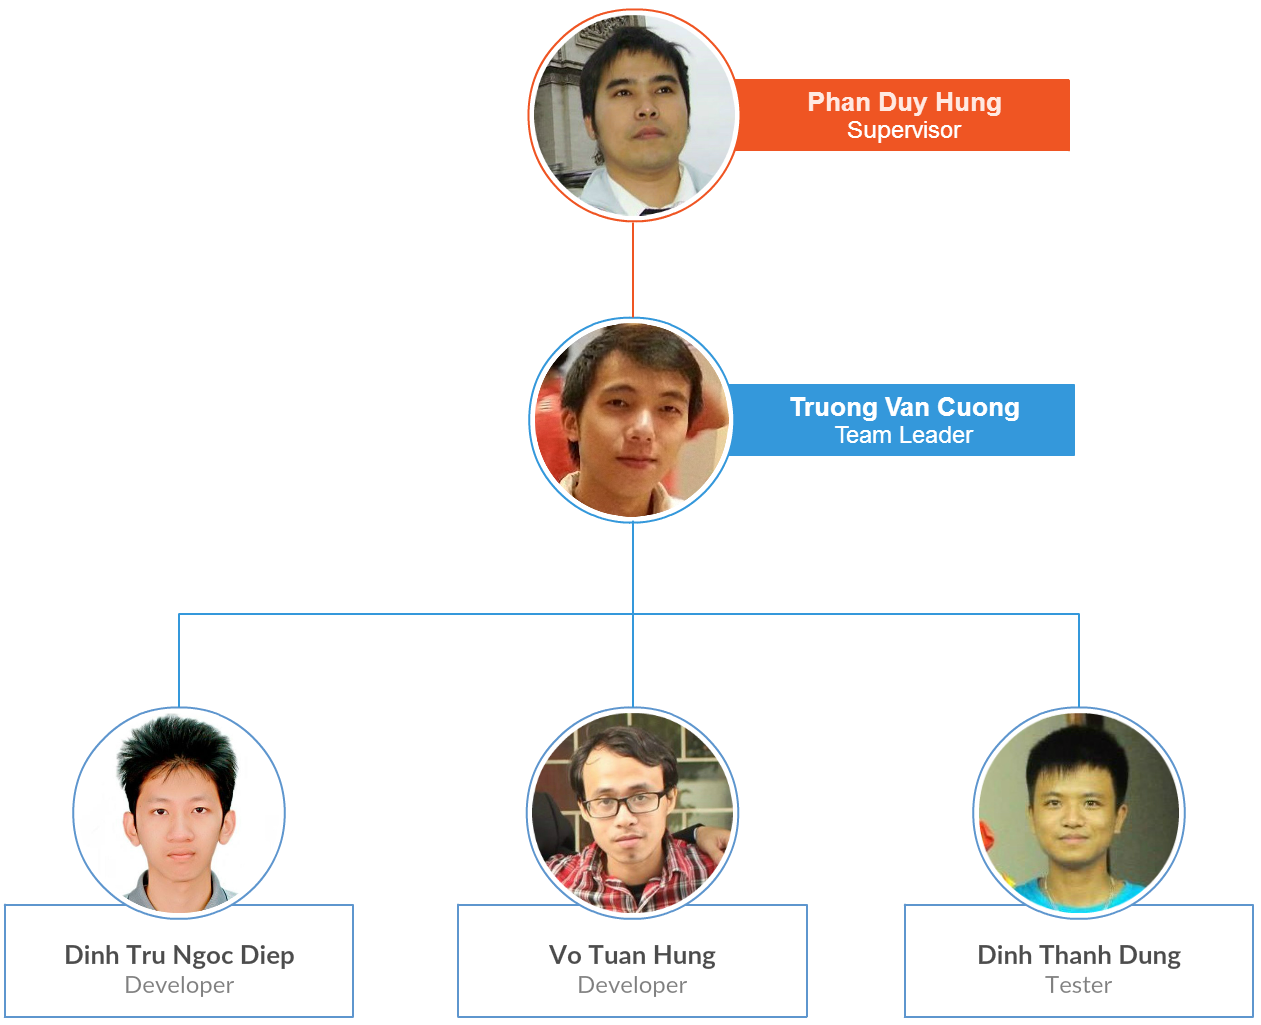 Phan Duy Hung
Supervisor
Truong Van Cuong
Team Leader
Dinh Tru Ngoc Diep
Developer
Vo Tuan Hung
Developer
Dinh Thanh Dung
Tester